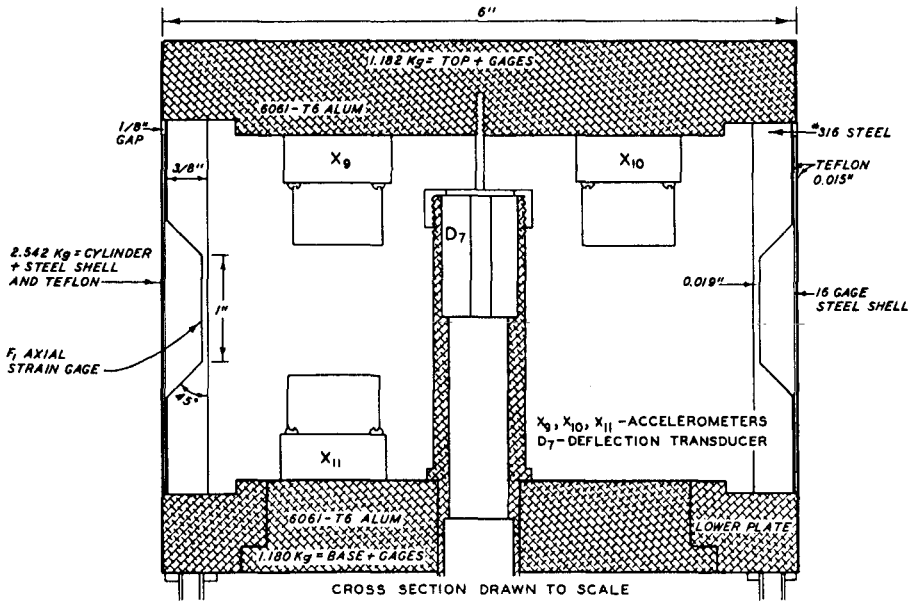 6"
1.182 Kg = TOP + GAGES
6061-T6 ALUM
1/8"
GAP
#316 STEEL
X9
X10
3/8"
TEFLON
0.015"
D7
2.542 Kg = CYLINDER
+ STEEL SHELL
AND TEFLON
0.019"
1"
16 GAGE
STEEL SHELL
F1 AXIAL
STRAIN GAGE
45°
X9, X10, X11 - ACCELEROMETERS
D7 - DEFLECTION TRANSDUCER
X11
6061-T6 ALUM
LOWER PLATE
1.180 Kg = BASE + GAGES
CROSS SECTION DRAWN TO SCALE